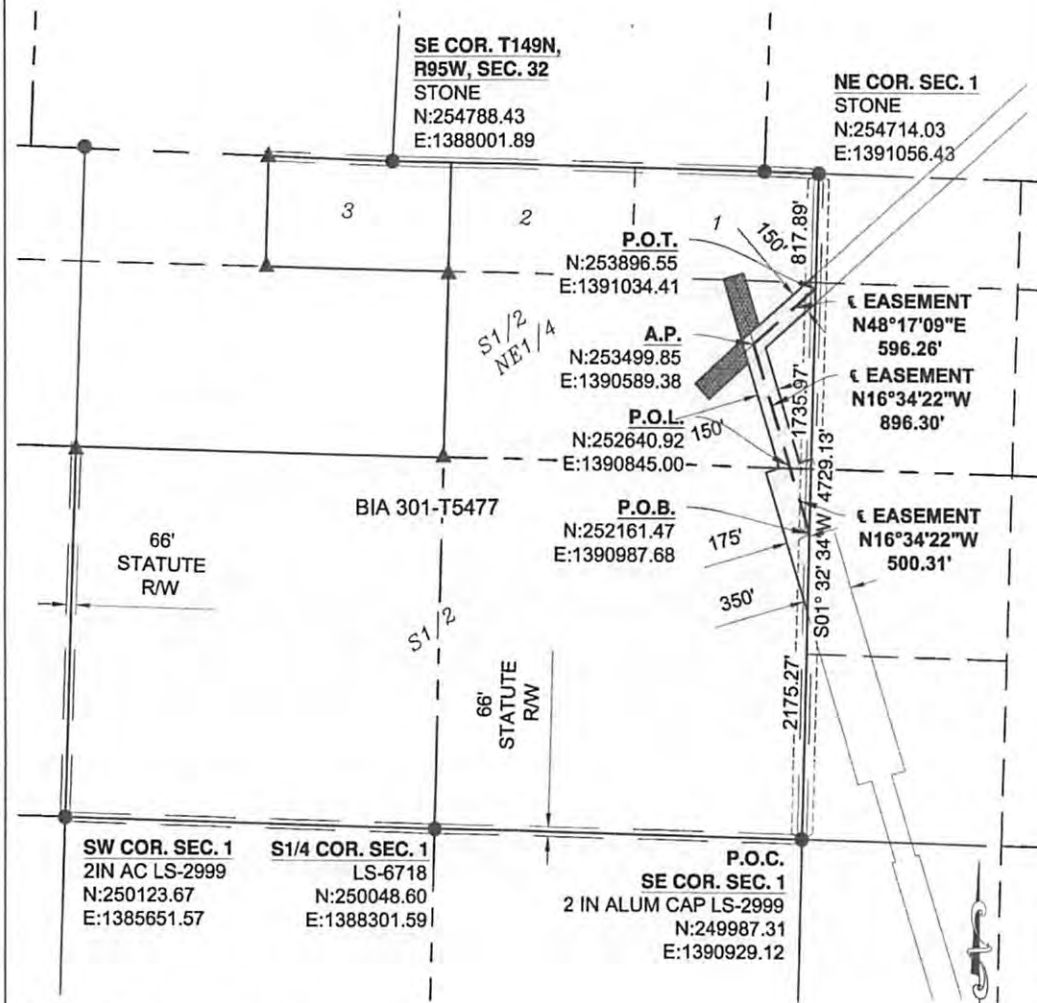 SE COR. T149N,
R95W, SEC. 32
STONE
N:254788.43
E:1388001.89
NE COR. SEC. 1
STONE
N:254714.03
E:1391056.43
3
2
1
150'
817.89'
P.O.T.
N:253896.55
E:1391034.41
S1/2
NE1/4
A.P.
N:253499.85
E:1390589.38
℄ EASEMENT
N48°17'09"E
596.26'
℄ EASEMENT
N16°34'22"W
896.30'
P.O.L.
N:252640.92
E:1390845.00
150'
1735.97'
S01° 32' 34" W 4729.13'
BIA 301-T5477
P.O.B.
N:252161.47
E:1390987.68
175'
350'
℄ EASEMENT
N16°34'22"W
500.31'
66'
STATUTE
R/W
S1/2
66'
STATUTE
R/W
2175.27'
SW COR. SEC. 1
2IN AC LS-2999
N:250123.67
E:1385651.57
S1/4 COR. SEC. 1
LS-6718
N:250048.60
E:1388301.59
P.O.C.
SE COR. SEC. 1
2 IN ALUM CAP LS-2999
N:249987.31
E:1390929.12